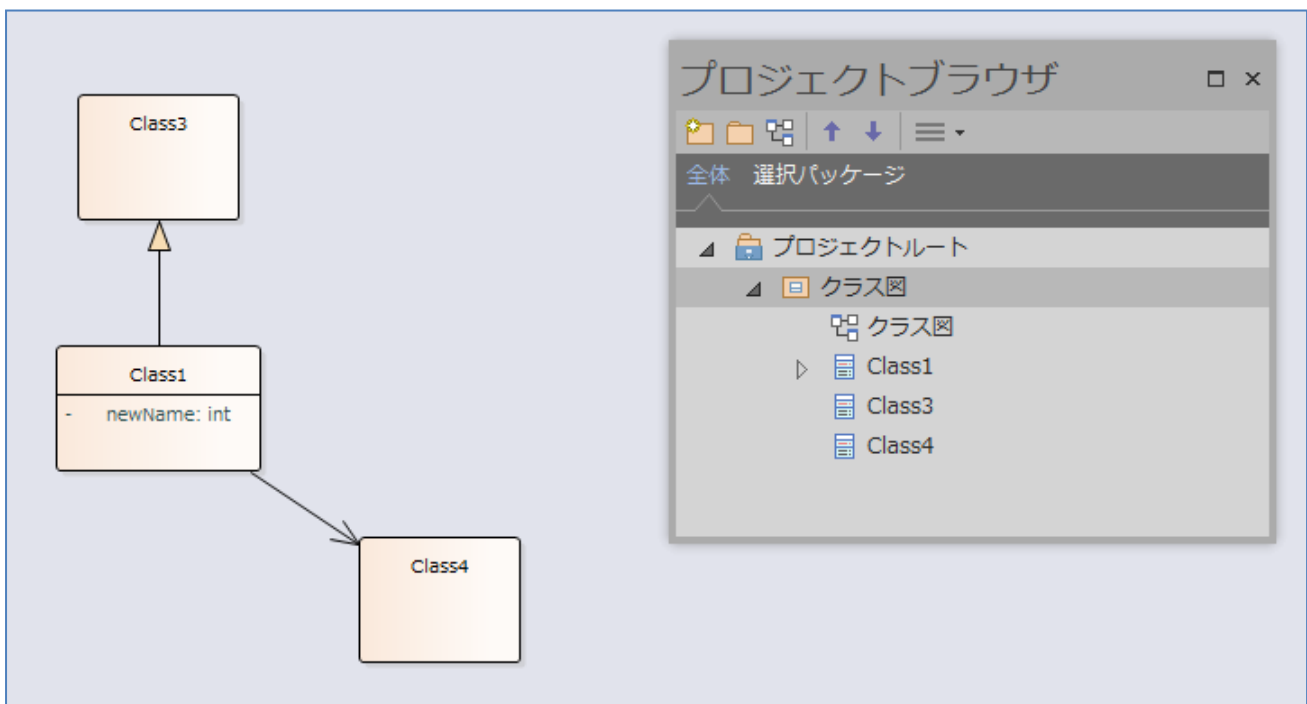 Class3
Class1
- newName: int
Class4
プロジェクトブラウザ
全体 選択パッケージ
プロジェクトルート
クラス図
クラス図
Class1
Class3
Class4